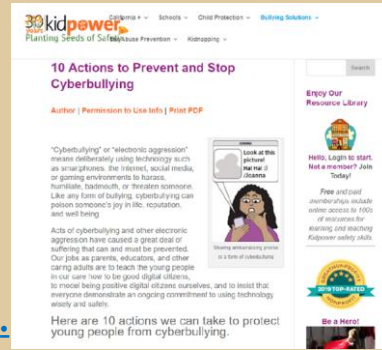 30 years kidpower
California + Schools Child Protection Bullying Solutions
Planting Seeds of Safety
Abuse Prevention Kidnapping
10 Actions to Prevent and Stop
Cyberbullying
Author | Permission to Use Info | Print PDF
"Cyberbullying" or "electronic aggression"
means deliberately using technology such
as smartphones, the Internet, social media,
or gaming environments to harass,
humiliate, badmouth, or threaten someone.
Like any form of bullying, cyberbullying can
poison someone's joy in life, reputation,
and well being.
Look at this
picture!
Ha! Ha!
Joanna
Sharing embarrassing photos
is a form of cyberbullying
Acts of cyberbullying and other electronic
aggression have caused a great deal of
suffering that can and must be prevented.
Our jobs as parents, educators, and other
caring adults are to teach the young people
in our care how to be good digital citizens,
to model being positive digital citizens ourselves, and to insist that
everyone demonstrate an ongoing commitment to using technology
wisely and safely.
Here are 10 actions we can take to protect
young people from cyberbullying.
Search
Enjoy Our
Resource Library
Hello, Login to start.
Not a member? Join
Today!
Free and paid
memberships include
online access to 100s
of resources for
learning and teaching
Kidpower safety skills.
2019 TOP-RATED
Be a Hero!